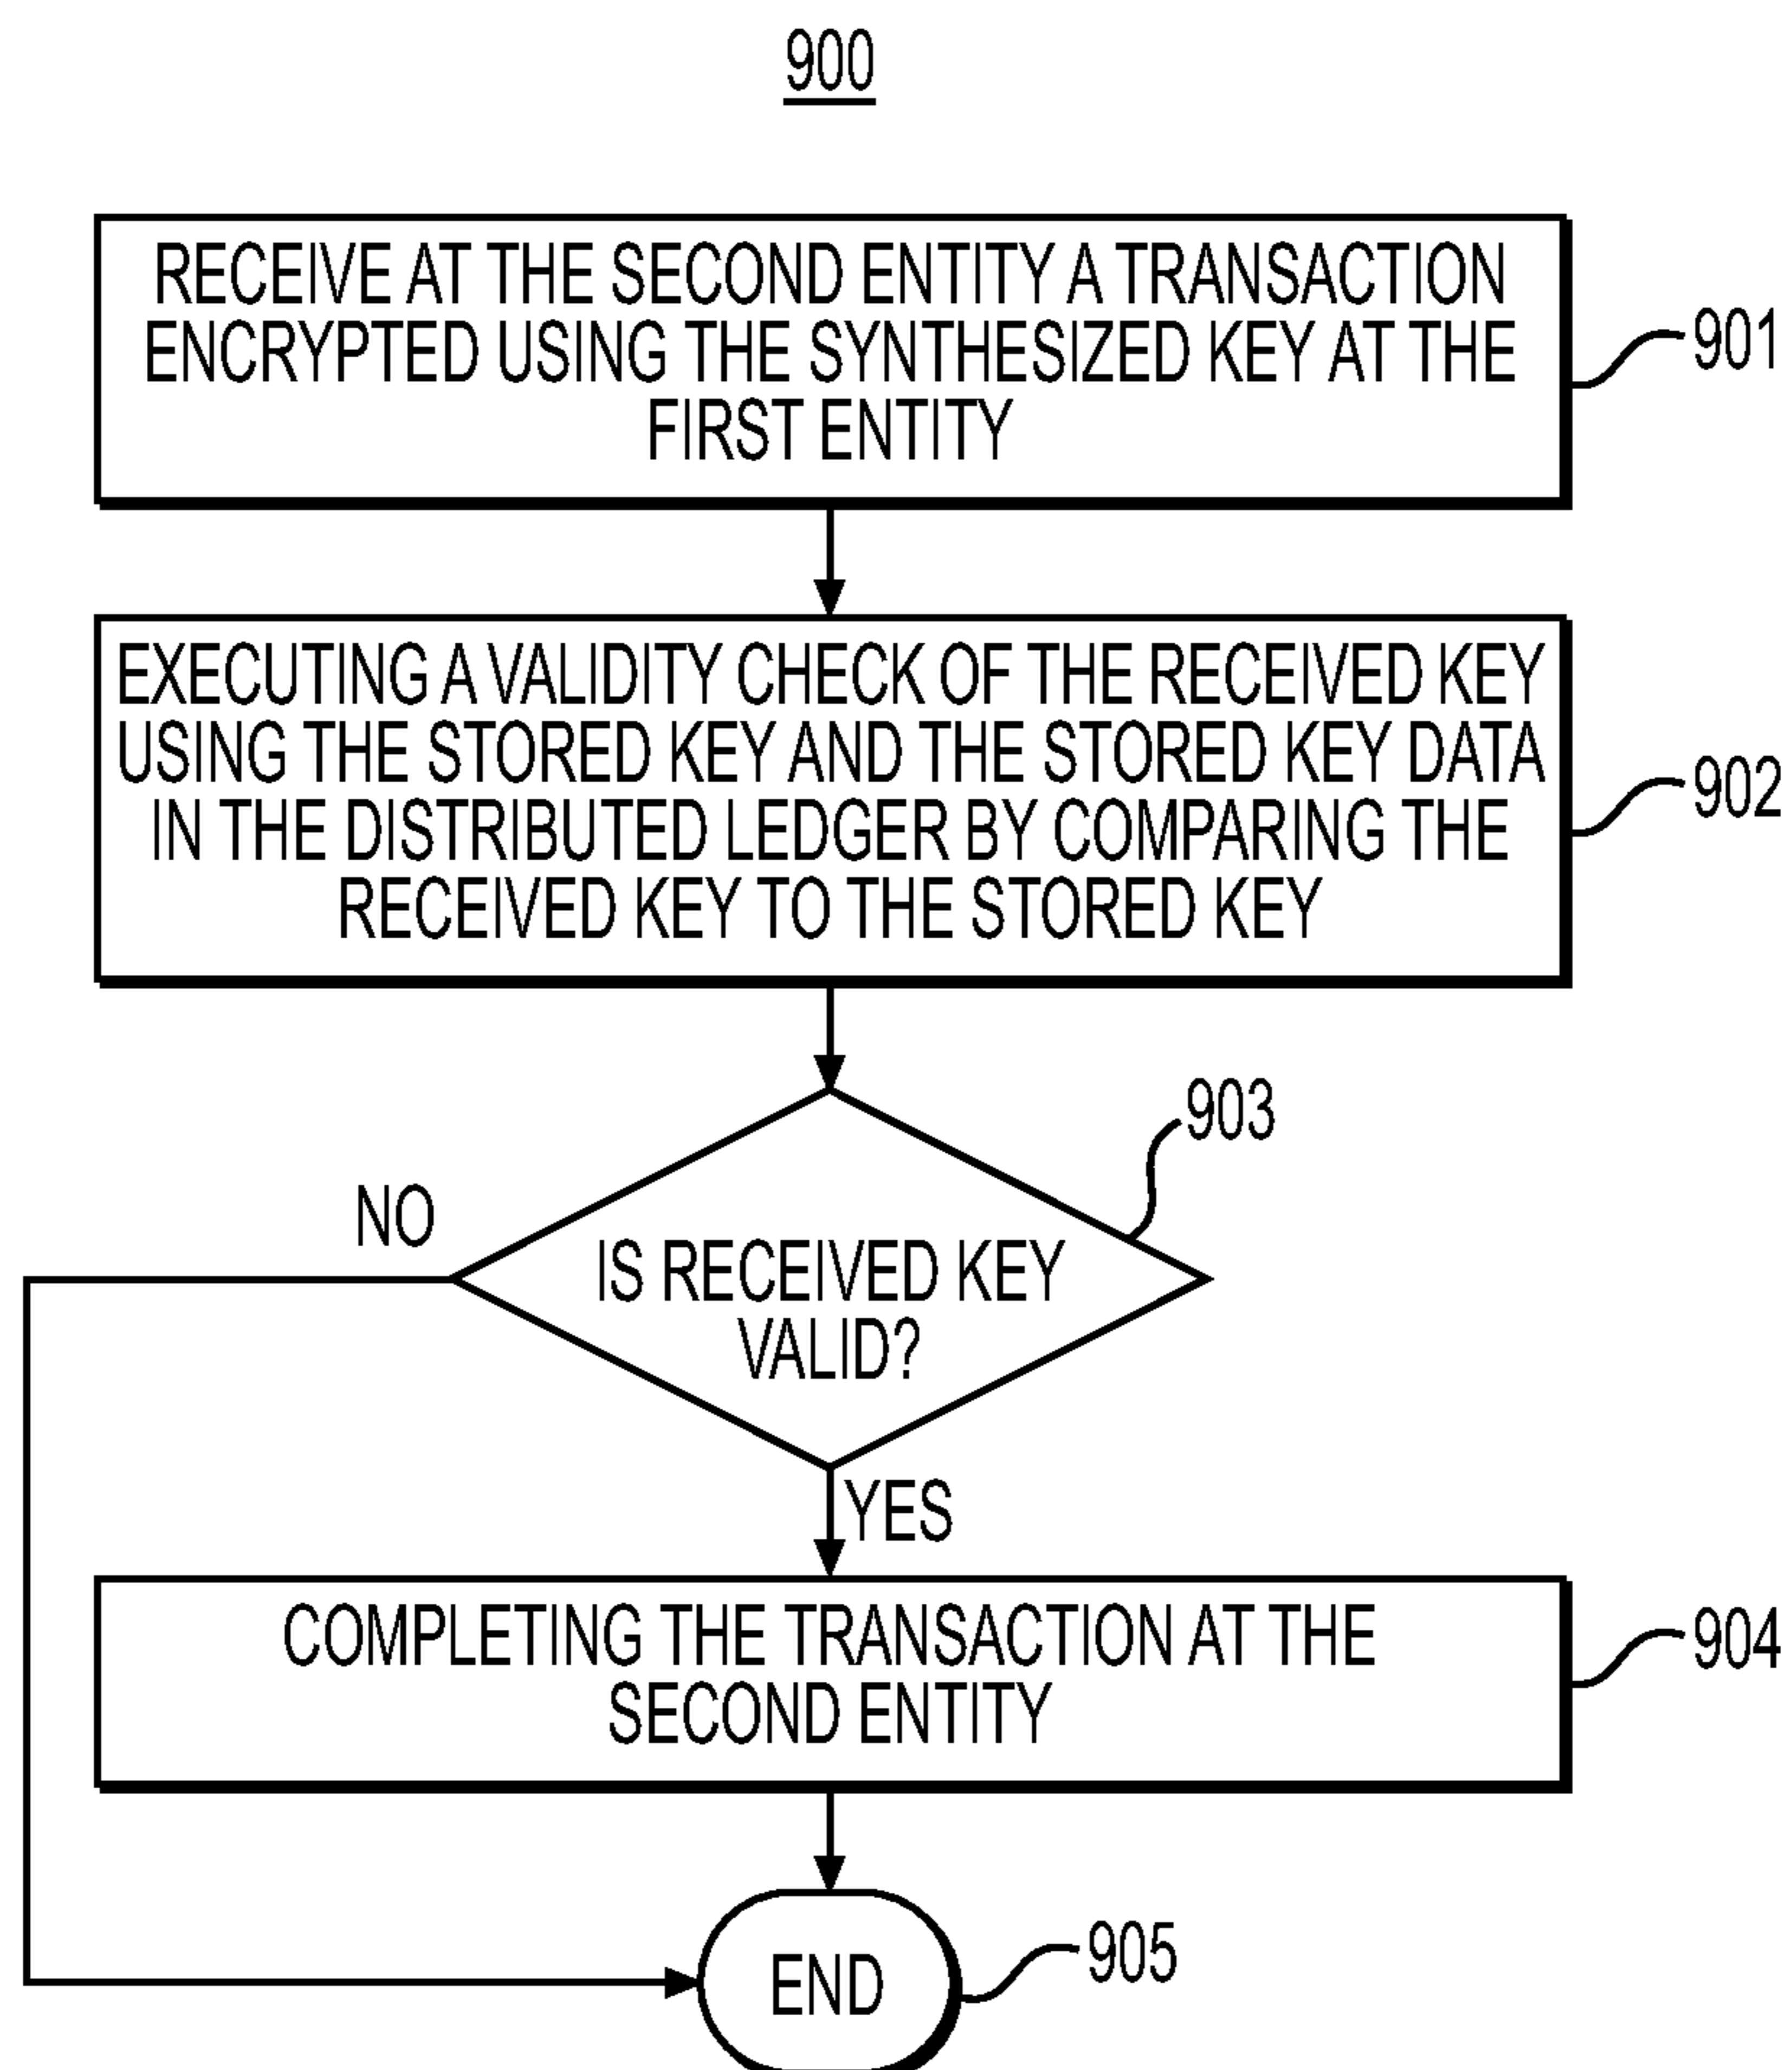 900
RECEIVE AT THE SECOND ENTITY A TRANSACTION
ENCRYPTED USING THE SYNTHESIZED KEY AT THE
FIRST ENTITY
901
EXECUTING A VALIDITY CHECK OF THE RECEIVED KEY
USING THE STORED KEY AND THE STORED KEY DATA
IN THE DISTRIBUTED LEDGER BY COMPARING THE
RECEIVED KEY TO THE STORED KEY
902
903
NO
IS RECEIVED KEY
VALID?
YES
COMPLETING THE TRANSACTION AT THE
SECOND ENTITY
904
END
905